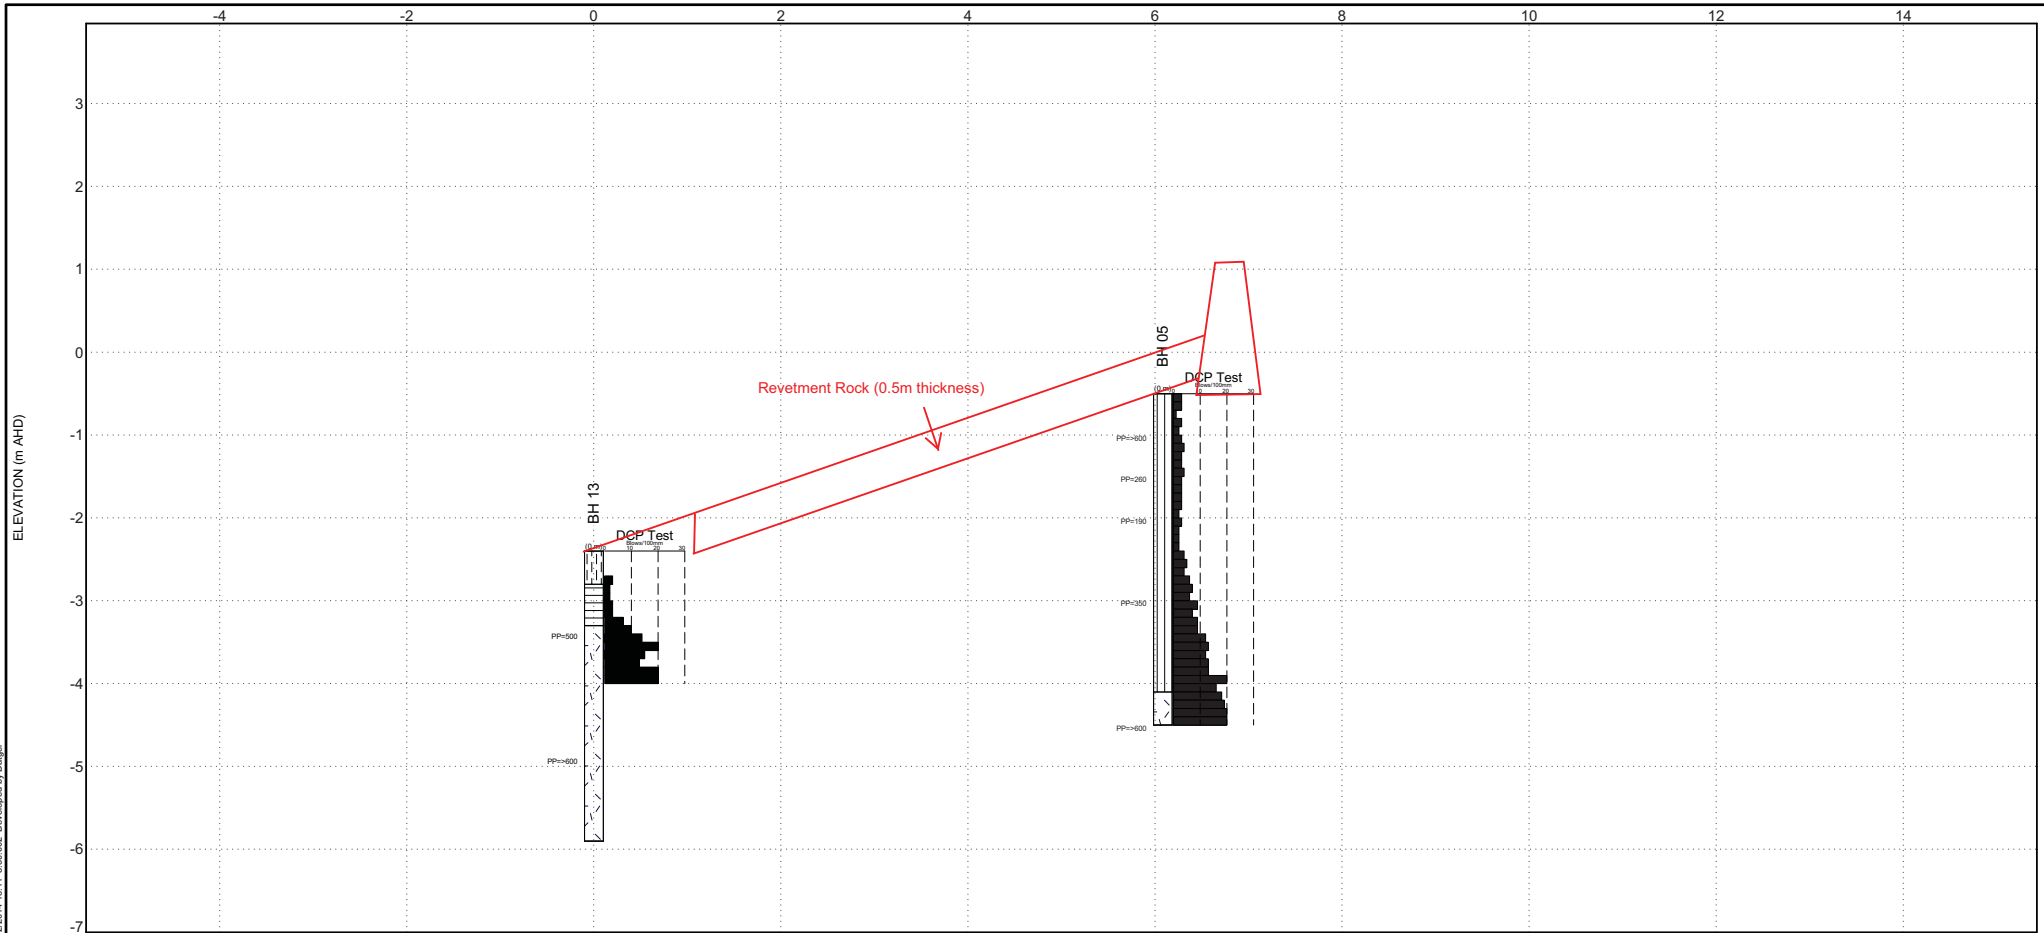 -4 -2 0 2 4 6 8 10 12 14
3
2
1
0
-1
-2
-3
-4
-5
-6
-7
ELEVATION (m AHD)
Revetment Rock (0.5m thickness)
BH 13
DCP Test
Blows/100mm
(0 m) 0 10 20 30
PP=500
PP=>600
BH 05
DCP Test
Blows/100mm
(0 m) 0 10 20 30
PP=>600
PP=260
PP=190
PP=350
PP=>600